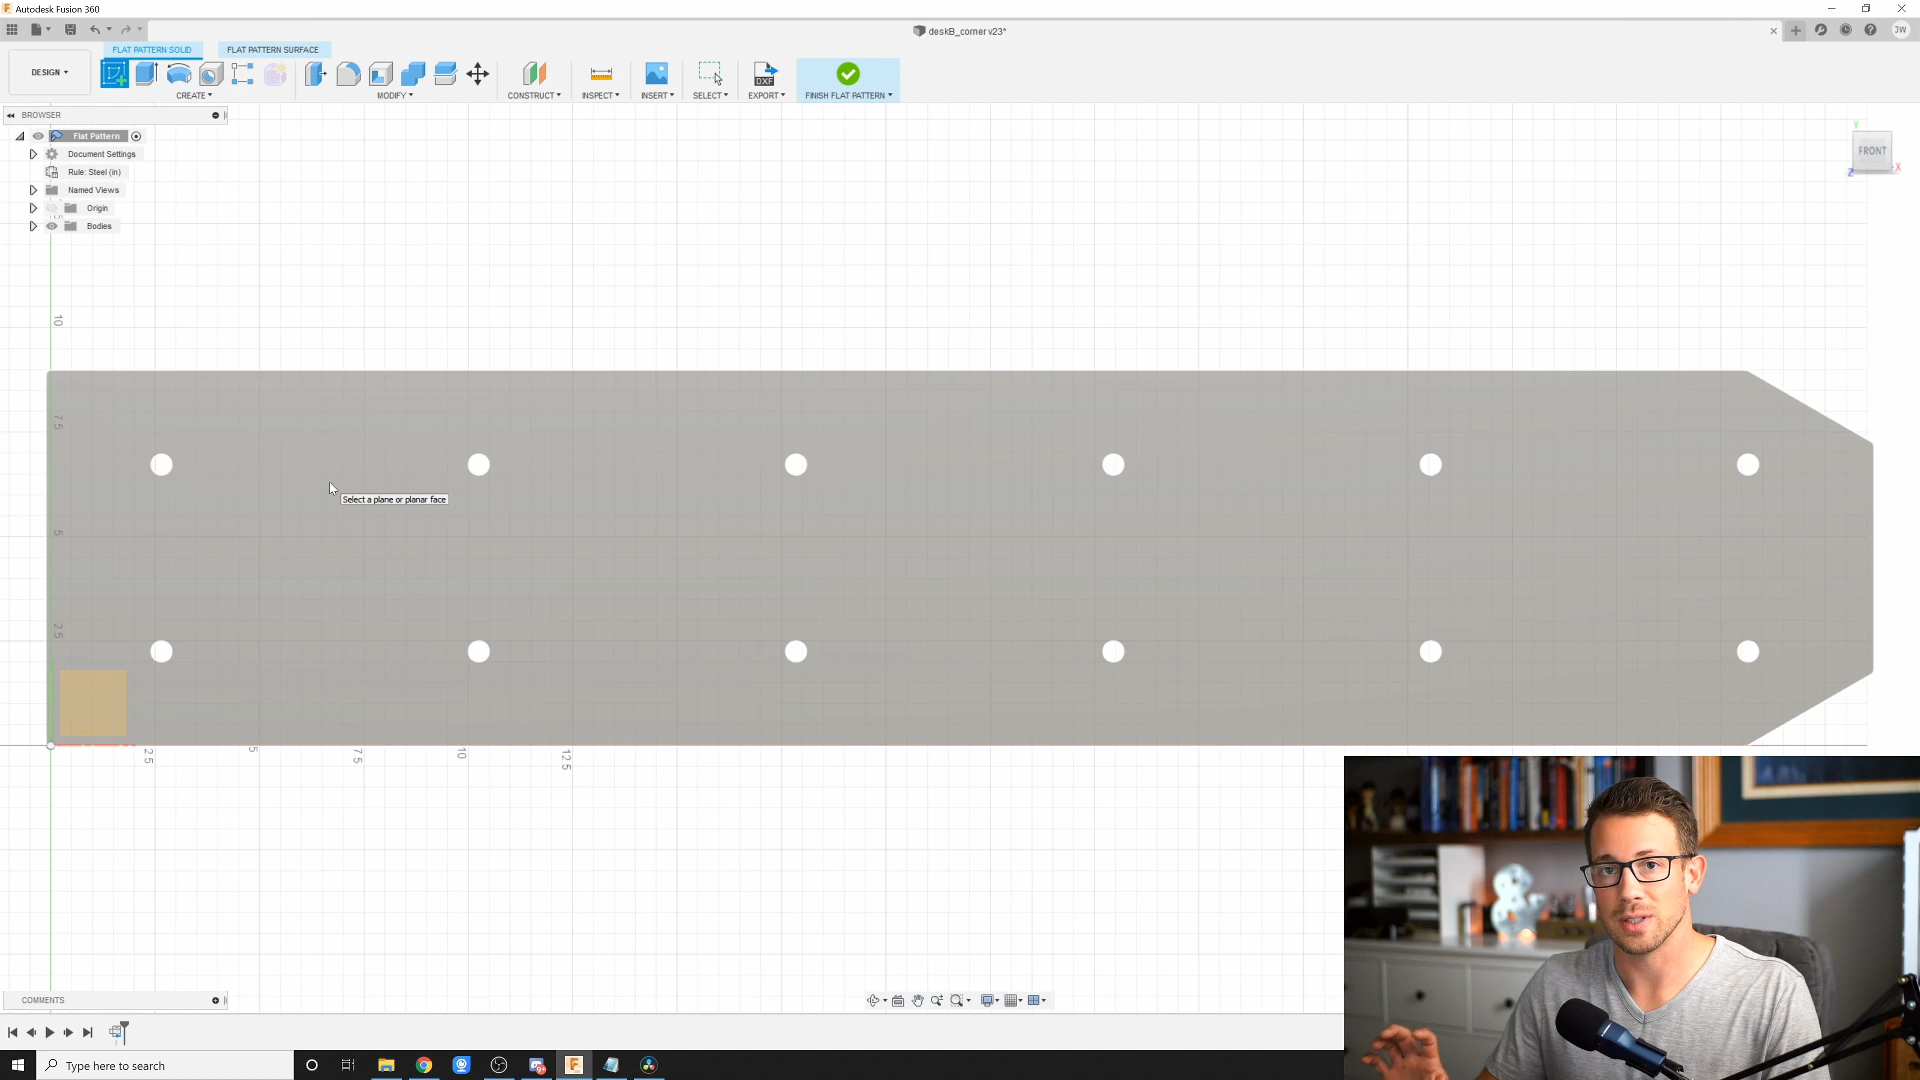 Autodesk Fusion 360
deskB_corner v23*
JW
FLAT PATTERN SOLID
FLAT PATTERN SURFACE
DESIGN
CREATE
MODIFY
CONSTRUCT
INSPECT
INSERT
SELECT
DXF
EXPORT
FINISH FLAT PATTERN
BROWSER
Flat Pattern
Document Settings
Rule: Steel (in)
Named Views
Origin
Bodies
Y
FRONT
X
Z
10
7.5
Select a plane or planar face
5
2.5
2.5
5
7.5
10
12.5
COMMENTS
Type here to search